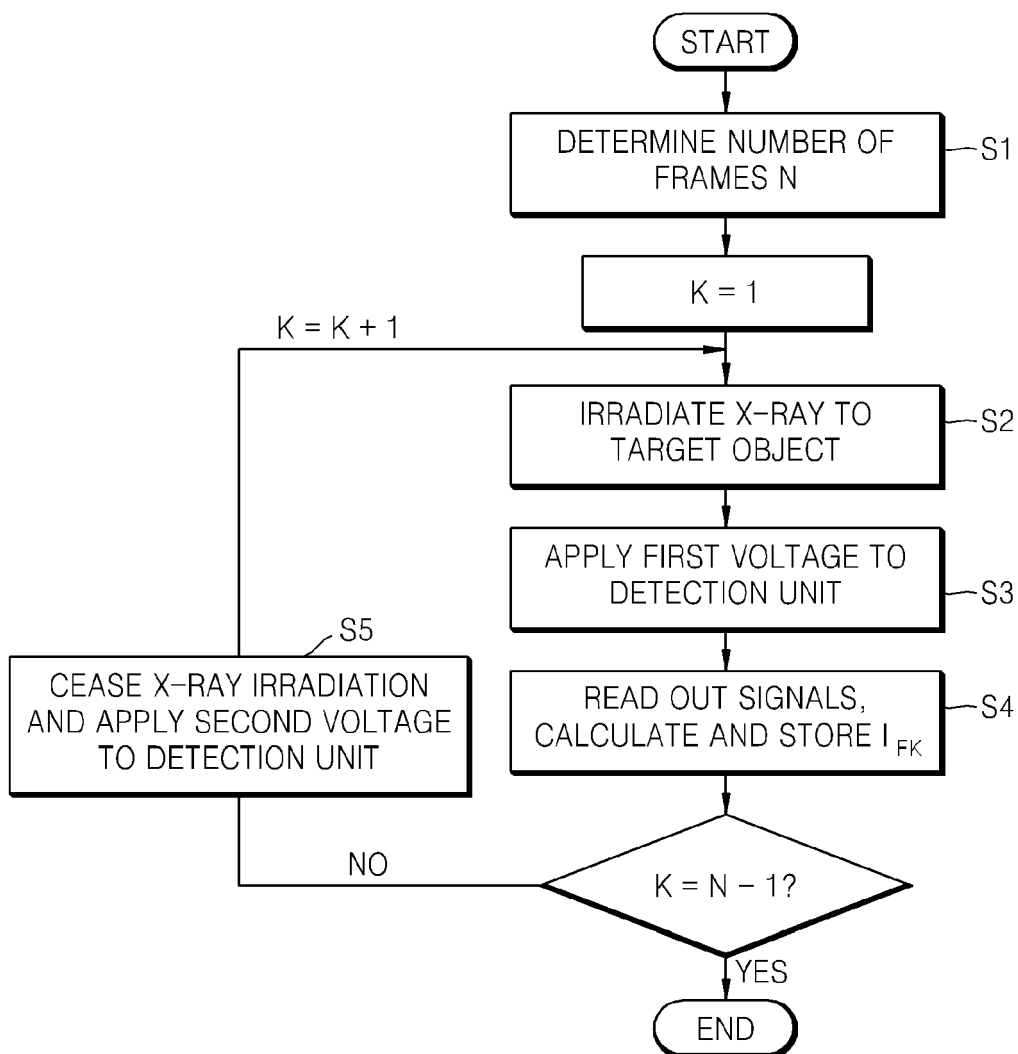 START
DETERMINE NUMBER OF
FRAMES N
S1
K = 1
K = K + 1
IRRADIATE X-RAY TO
TARGET OBJECT
S2
APPLY FIRST VOLTAGE TO
DETECTION UNIT
S3
READ OUT SIGNALS,
CALCULATE AND STORE I FK
S4
S5
CEASE X-RAY IRRADIATION
AND APPLY SECOND VOLTAGE
TO DETECTION UNIT
K = N - 1?
NO
YES
END